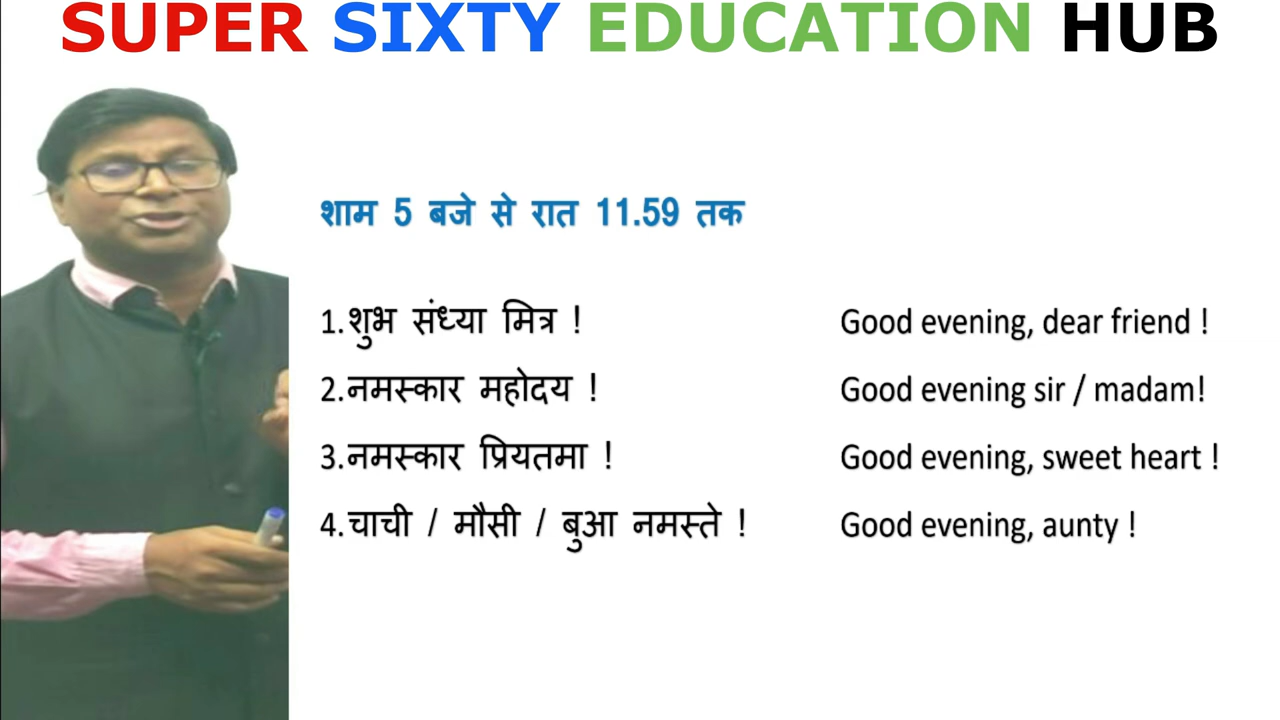 SUPER SIXTY EDUCATION HUB
शाम 5 बजे से रात 11.59 तक
1.शुभ संध्या मित्र ! Good evening, dear friend !
2.नमस्कार महोदय ! Good evening sir / madam!
3.नमस्कार प्रियतमा ! Good evening, sweet heart !
4.चाची / मौसी / बुआ नमस्ते ! Good evening, aunty !